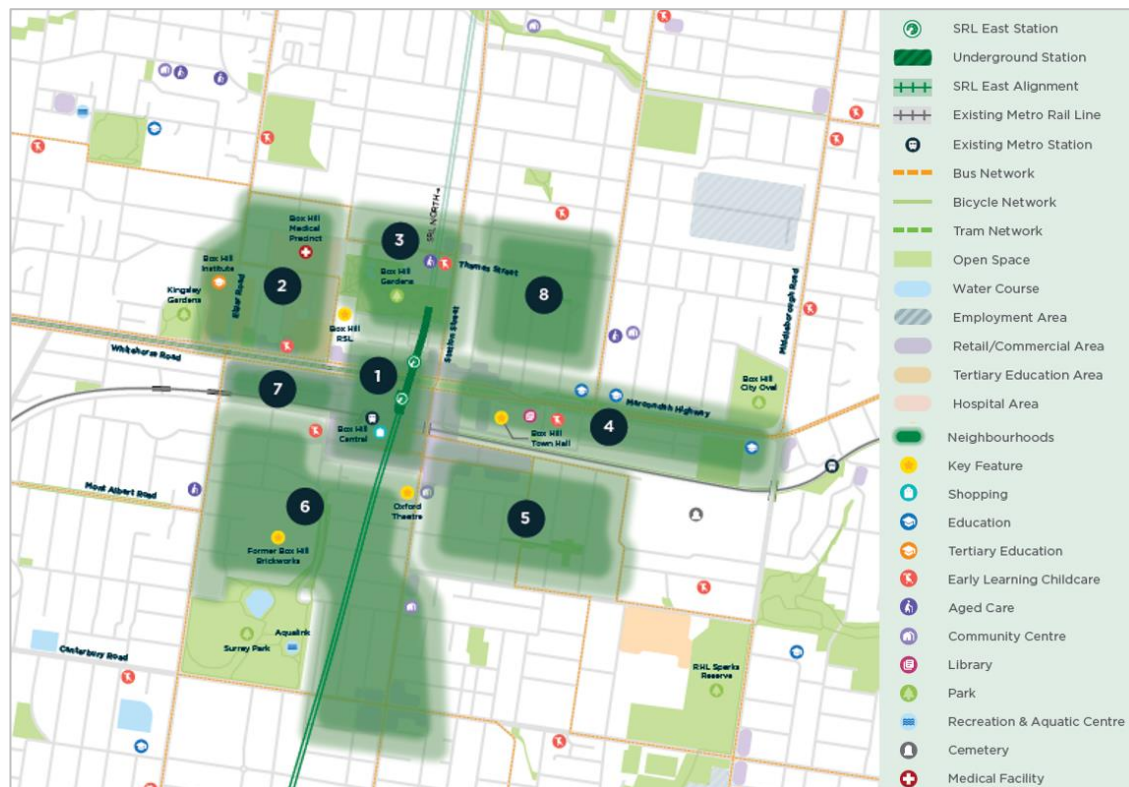 SRL NORTH
Box Hill
Medical
Precinct
3
Box Hill
Institute
Thames Street
Box Hill
Gardens
2
8
Kingsley
Gardens
Elgar Road
Box Hill
RSL
Station Street
Middleborough Road
Whitehorse Road
1
7
Box Hill
City Oval
Maroondah Highway
Box Hill
Central
Box Hill
Town Hall
4
Mont Albert Road
6
Oxford
Theatre
5
Former Box Hill
Brickworks
Surrey Park
Aqualink
Canterbury Road
RHL Sparks
Reserve
SRL East Station
Underground Station
SRL East Alignment
Existing Metro Rail Line
Existing Metro Station
Bus Network
Bicycle Network
Tram Network
Open Space
Water Course
Employment Area
Retail/Commercial Area
Tertiary Education Area
Hospital Area
Neighbourhoods
Key Feature
Shopping
Education
Tertiary Education
Early Learning Childcare
Aged Care
Community Centre
Library
Park
Recreation & Aquatic Centre
Cemetery
Medical Facility